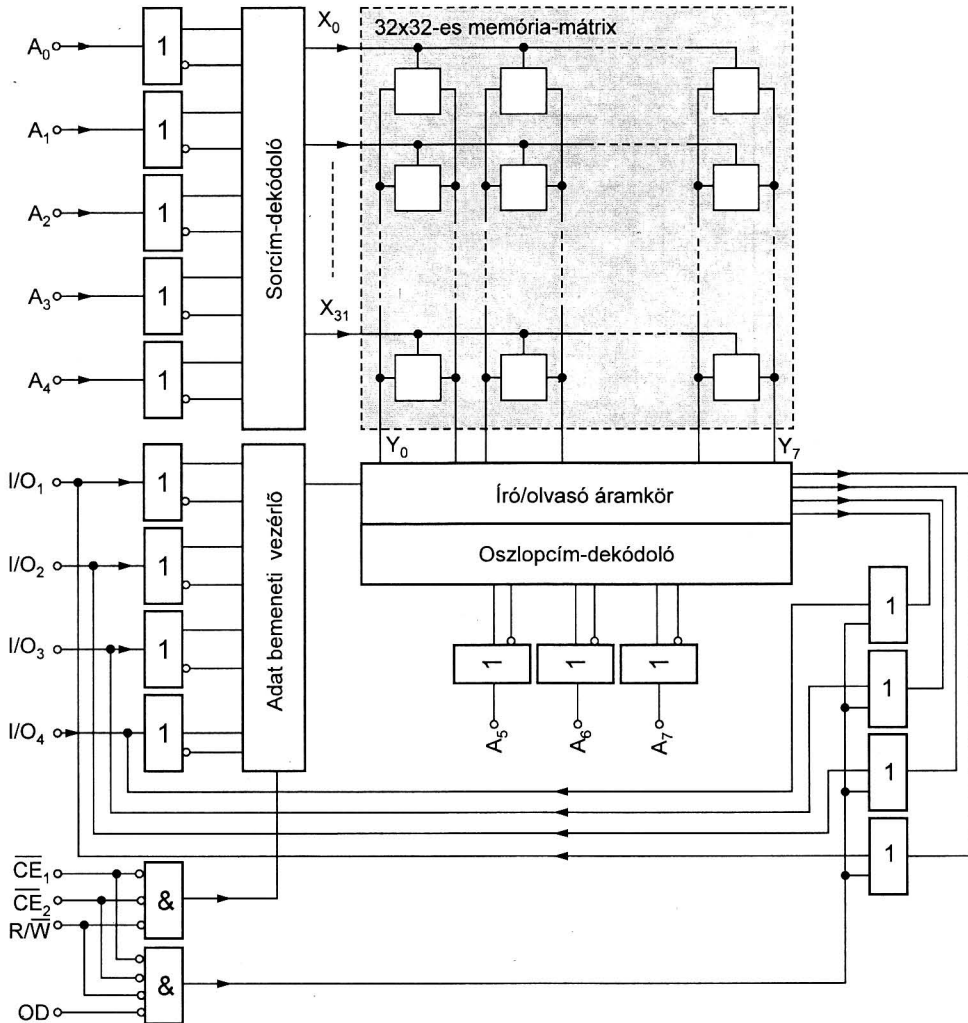 32x32-es memória-mátrix
X₀
X₃₁
A₀
1
A₁
1
A₂
1
A₃
1
A₄
1
Sorcím-dekódoló
I/O₁
1
I/O₂
1
I/O₃
1
I/O₄
1
Adat bemeneti vezérlő
Y₀
Y₇
Író/olvasó áramkör
Oszlopcím-dekódoló
1
1
1
A₅
A₆
A₇
1
1
1
1
C̅E̅₁
C̅E̅₂
R/W̅
OD
&
&